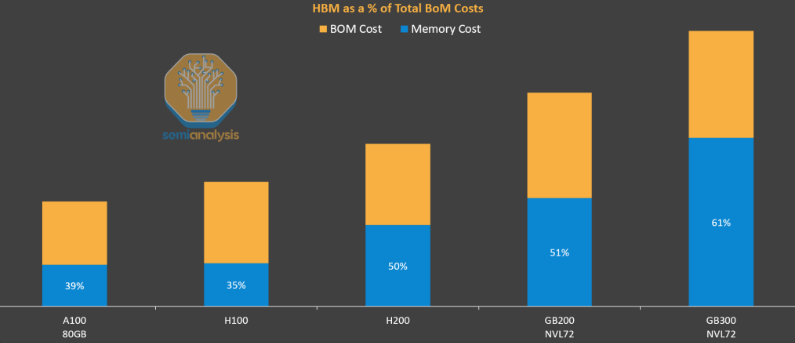 HBM as a % of Total BoM Costs
BOM Cost Memory Cost
semianalysis
39%
35%
50%
51%
61%
A100
80GB
H100
H200
GB200
NVL72
GB300
NVL72